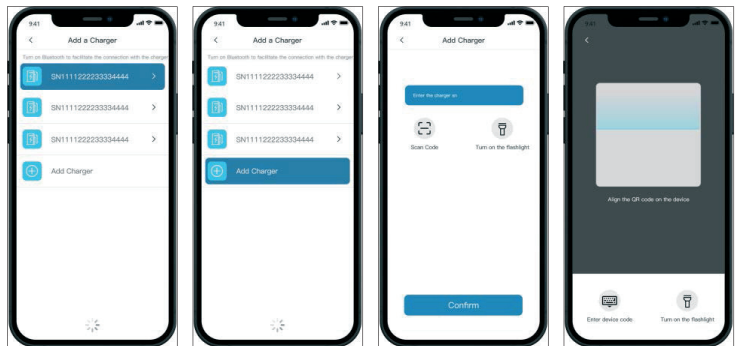 9:41
Add a Charger
Turn on Bluetooth to facilitate the connection with the charger
SN1111222233334444
SN1111222233334444
SN1111222233334444
Add Charger
9:41
Add a Charger
Turn on Bluetooth to facilitate the connection with the charger
SN1111222233334444
SN1111222233334444
SN1111222233334444
Add Charger
9:41
Add Charger
Enter the charger sn
Scan Code
Turn on the flashlight
Confirm
9:41
Align the QR code on the device
Enter device code
Turn on the flashlight